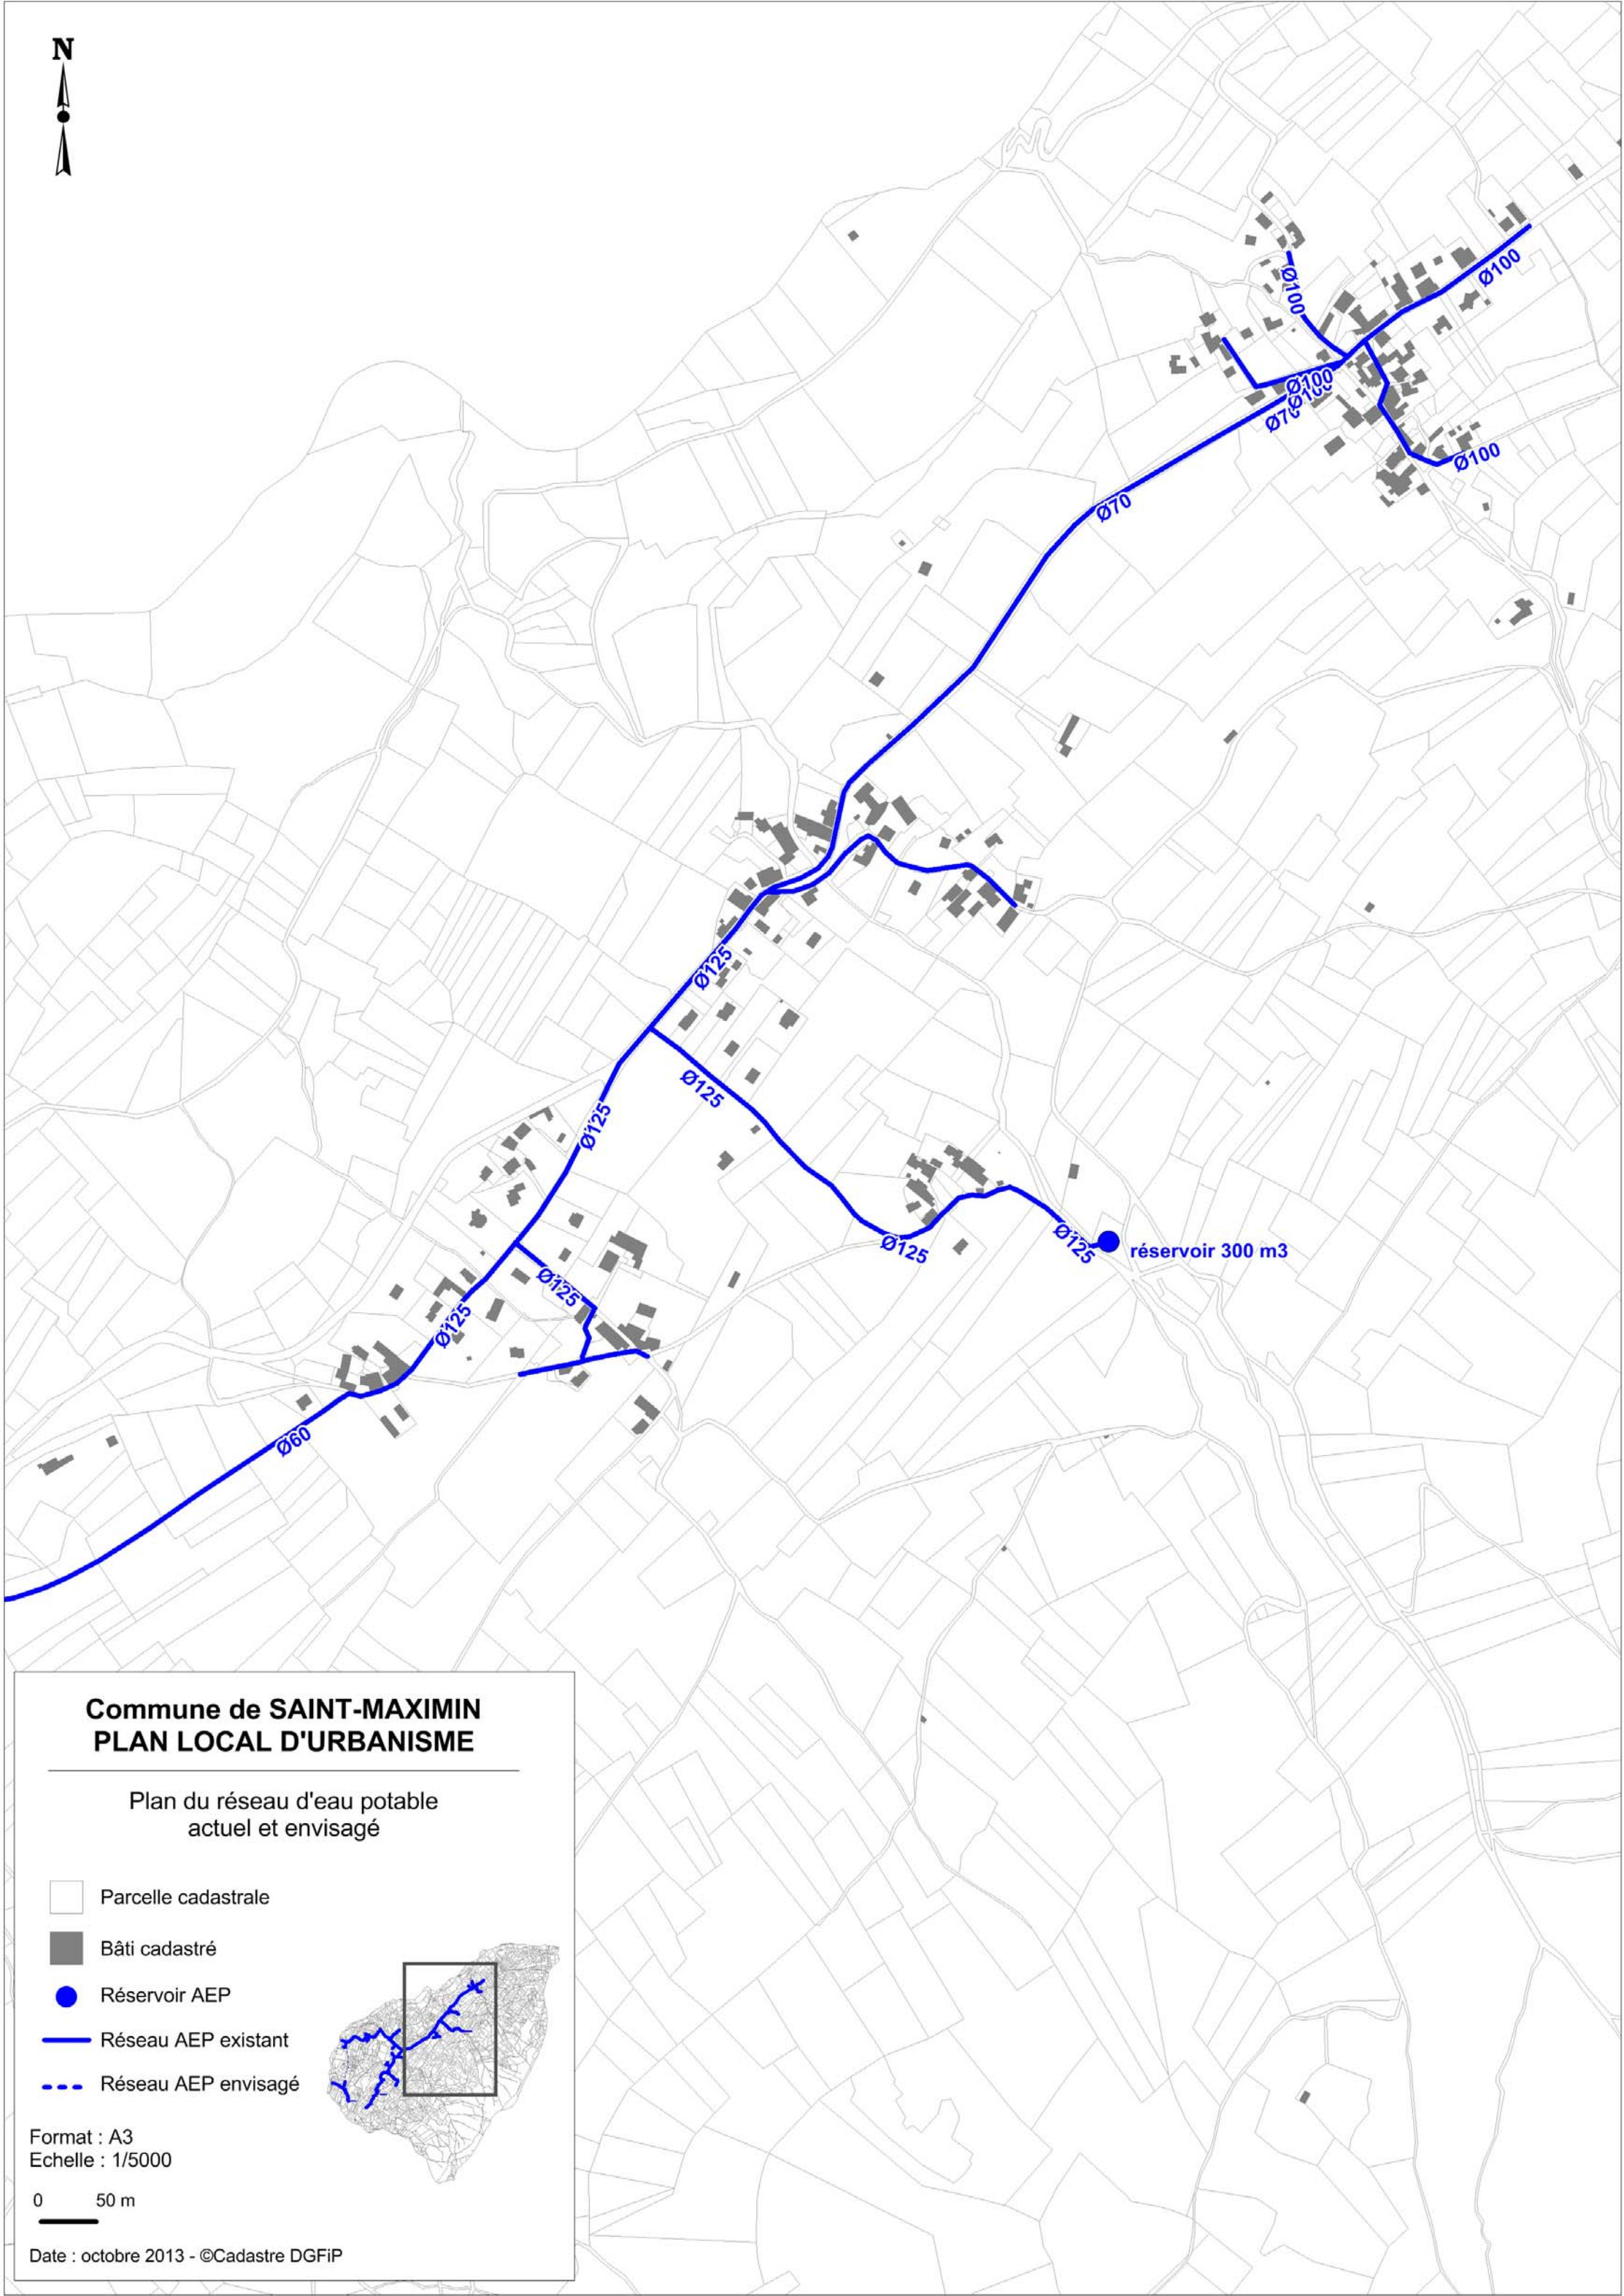 N
Ø100
Ø100
Ø100
Ø100
Ø70
Ø100
Ø70
Ø125
Ø125
Ø125
Ø125
Ø125
réservoir 300 m3
Ø125
Ø125
Ø60
Commune de SAINT-MAXIMIN
PLAN LOCAL D'URBANISME
Plan du réseau d'eau potable
actuel et envisagé
Parcelle cadastrale
Bâti cadastré
Réservoir AEP
Réseau AEP existant
Réseau AEP envisagé
Format : A3
Echelle : 1/5000
0 50 m
Date : octobre 2013 - ©Cadastre DGFiP